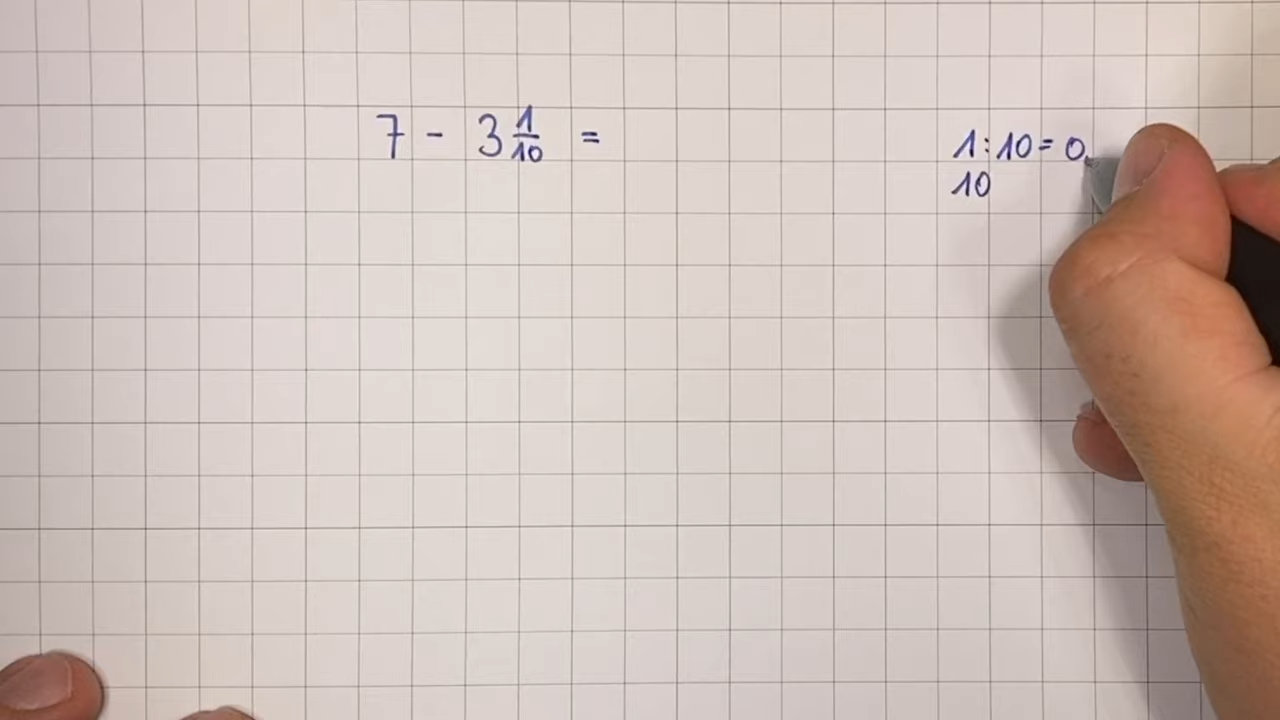 7 - 3 1/10 =
1:10 = 0,
10